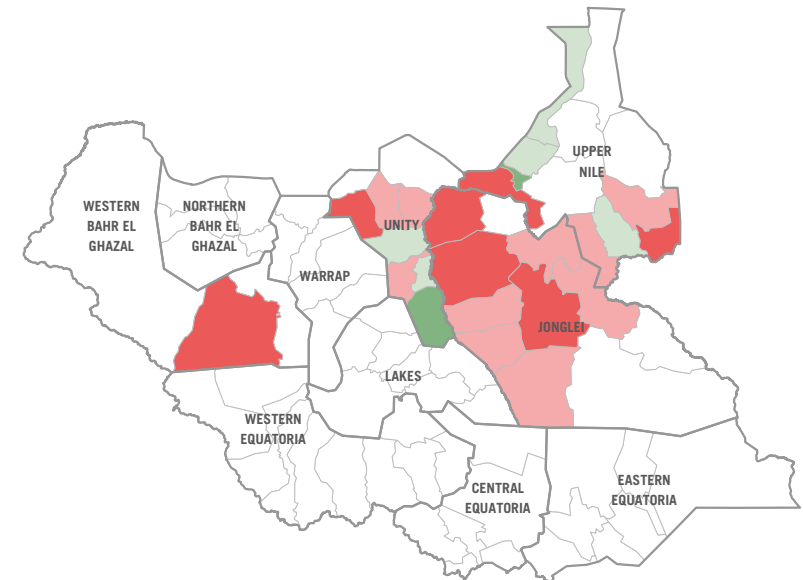 UPPER
NILE
WESTERN
BAHR EL
GHAZAL
NORTHERN
BAHR EL
GHAZAL
UNITY
WARRAP
JONGLEI
LAKES
WESTERN
EQUATORIA
CENTRAL
EQUATORIA
EASTERN
EQUATORIA